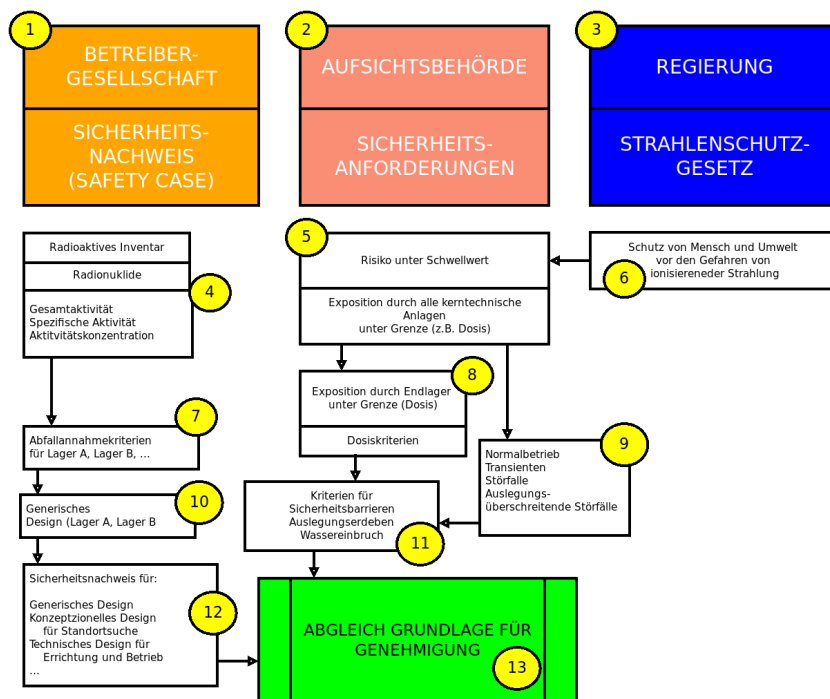 1
BETREIBER-
GESELLSCHAFT
SICHERHEITS-
NACHWEIS
(SAFETY CASE)
2
AUFSICHTSBEHÖRDE
SICHERHEITS-
ANFORDERUNGEN
3
REGIERUNG
STRAHLENSCHUTZ-
GESETZ
4
Radioaktives Inventar
Radionuklide
Gesamtaktivität
Spezifische Aktivität
Aktitvitätskonzentration
5
Risiko unter Schwellwert
Exposition durch alle kerntechnische
Anlagen
unter Grenze (z.B. Dosis)
6
Schutz von Mensch und Umwelt
vor den Gefahren von
ionisiereneder Strahlung
7
Abfallannahmekriterien
für Lager A, Lager B, ...
8
Exposition durch Endlager
unter Grenze (Dosis)
Dosiskriterien
9
Normalbetrieb
Transienten
Störfalle
Auslegungs-
überschreitende Störfälle
10
Generisches
Design (Lager A, Lager B
11
Kriterien für
Sicherheitsbarrieren
Auslegungserdeben
Wassereinbruch
12
Sicherheitsnachweis für:
Generisches Design
Konzeptzionelles Design
für Standortsuche
Technisches Design für
Errichtung und Betrieb
...
ABGLEICH GRUNDLAGE FÜR
GENEHMIGUNG
13